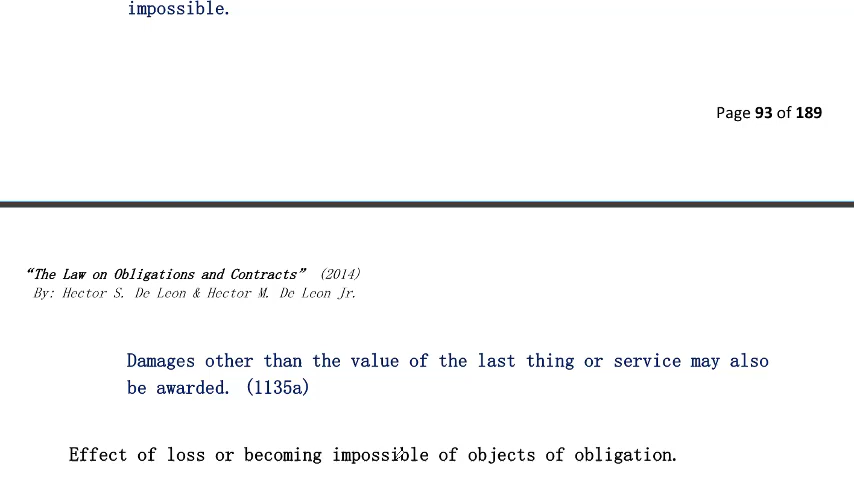 impossible.
Page 93 of 189
“The Law on Obligations and Contracts” (2014)
By: Hector S. De Leon & Hector M. De Leon Jr.
Damages other than the value of the last thing or service may also
be awarded. (1135a)
Effect of loss or becoming impossible of objects of obligation.